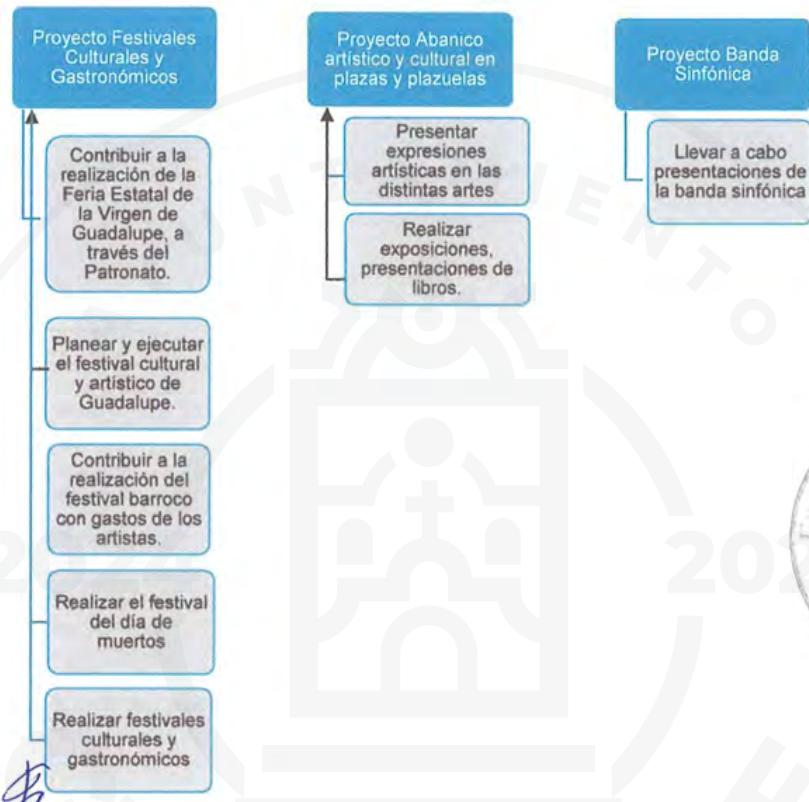 Proyecto Festivales
Culturales y
Gastronómicos
Contribuir a la
realización de la
Feria Estatal de
la Virgen de
Guadalupe, a
través del
Patronato.
Planear y ejecutar
el festival cultural
y artístico de
Guadalupe.
Contribuir a la
realización del
festival barroco
con gastos de los
artistas.
Realizar el festival
del día de
muertos
Realizar festivales
culturales y
gastronómicos
Proyecto Abanico
artístico y cultural en
plazas y plazuelas
Presentar
expresiones
artísticas en las
distintas artes
Realizar
exposiciones,
presentaciones de
libros.
Proyecto Banda
Sinfónica
Llevar a cabo
presentaciones de
la banda sinfónica